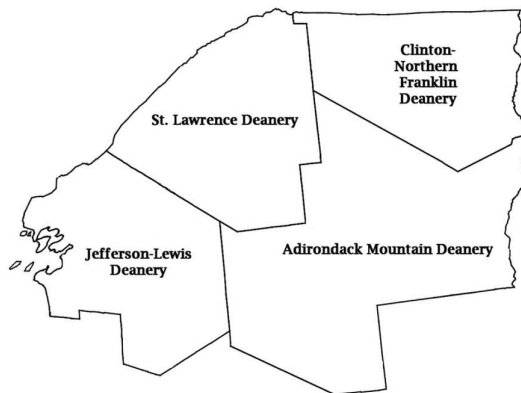 Clinton-
Northern
Franklin
Deanery
St. Lawrence Deanery
Jefferson-Lewis
Deanery
Adirondack Mountain Deanery